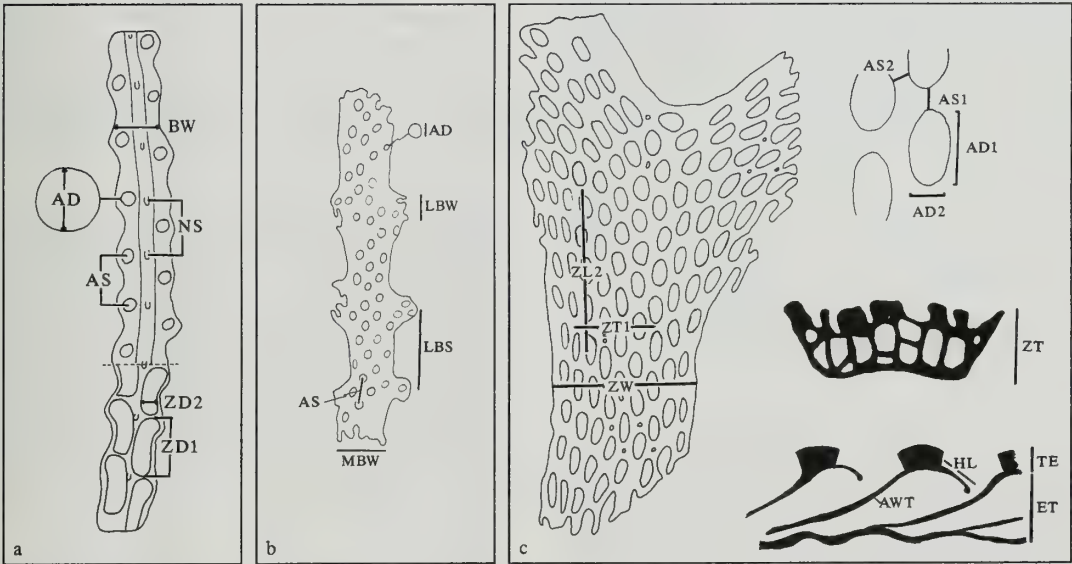 BW
AD
NS
AS
ZD2
ZD1
a
AD
LBW
LBS
AS
MBW
b
ZL2
ZT1
ZW
AS2
AS1
AD1
AD2
ZT
HL
TE
AWT
ET
c